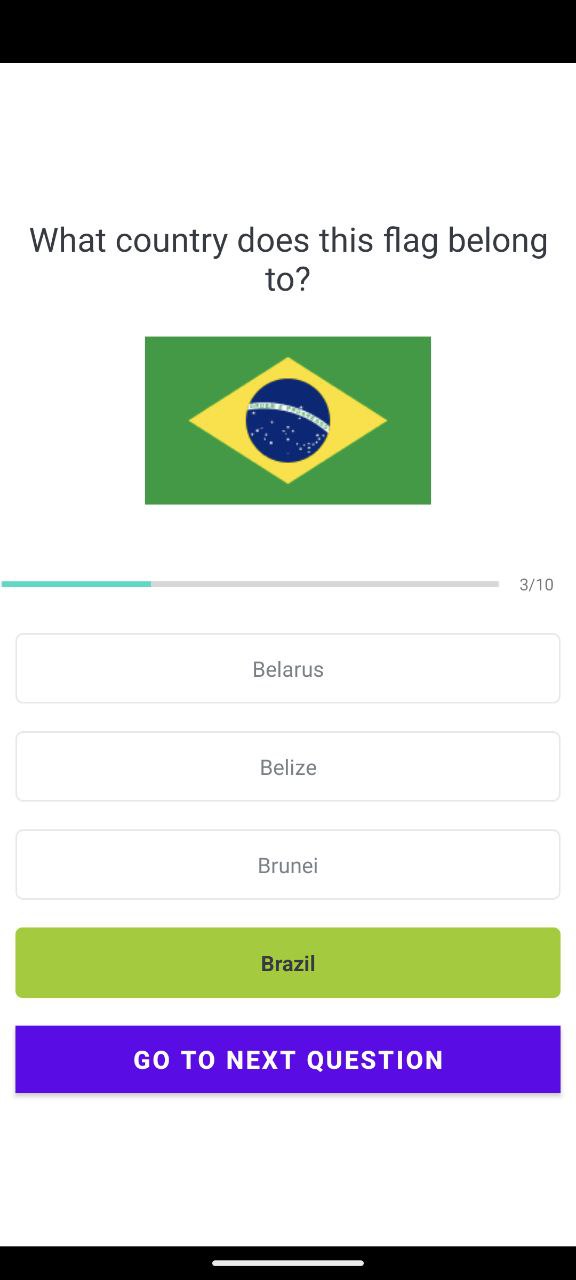 What country does this flag belong
to?
3/10
Belarus
Belize
Brunei
Brazil
GO TO NEXT QUESTION